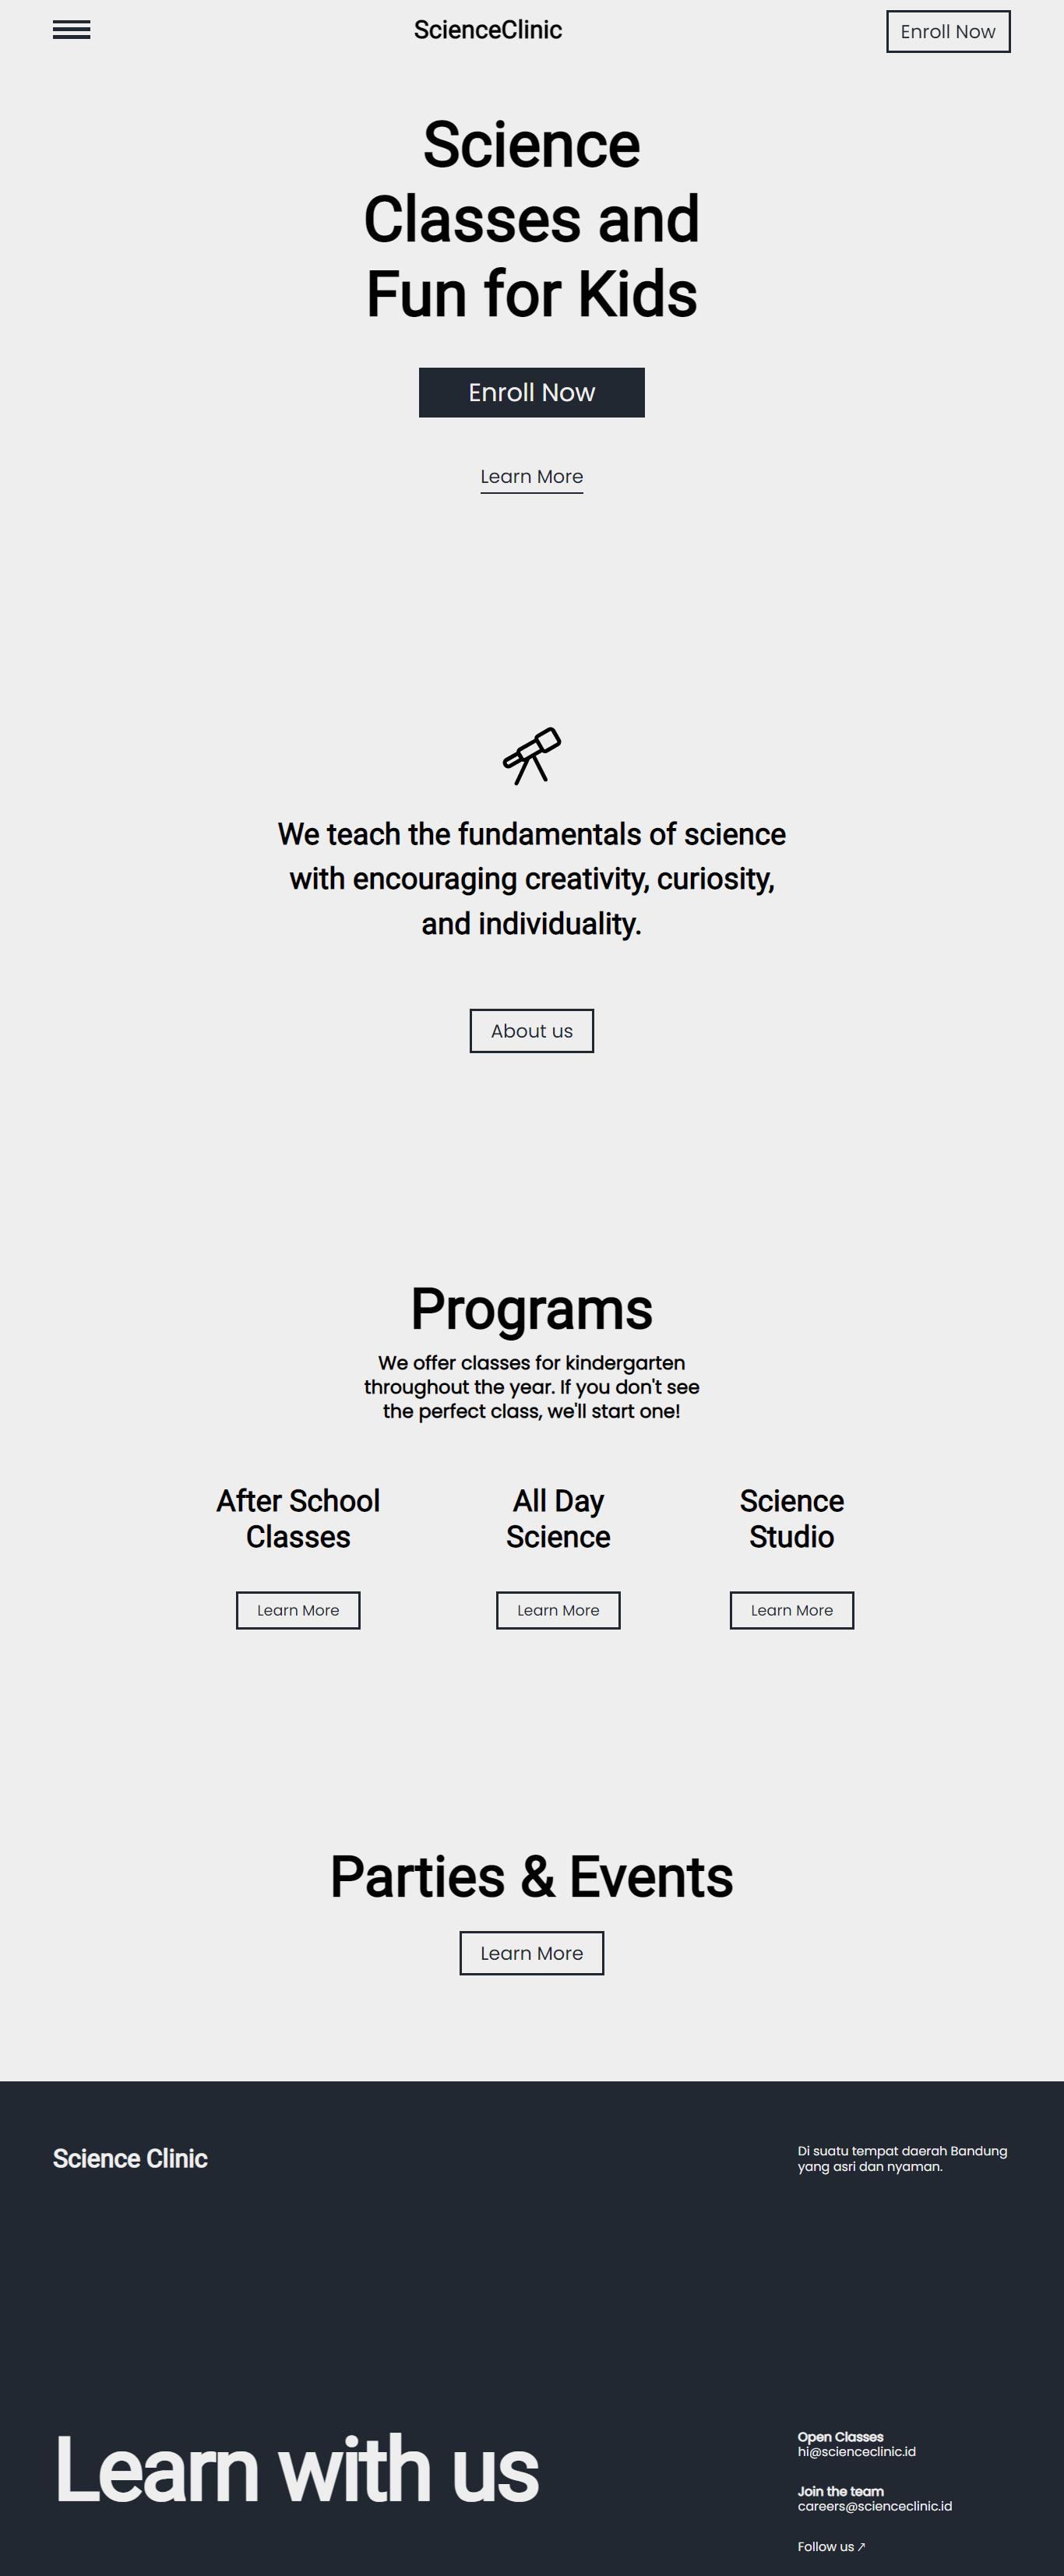 ScienceClinic
Enroll Now
Science
Classes and
Fun for Kids
Enroll Now
Learn More
We teach the fundamentals of science
with encouraging creativity, curiosity,
and individuality.
About us
Programs
We offer classes for kindergarten
throughout the year. If you don't see
the perfect class, we'll start one!
After School
Classes
Learn More
All Day
Science
Learn More
Science
Studio
Learn More
Parties & Events
Learn More
Science Clinic
Di suatu tempat daerah Bandung
yang asri dan nyaman.
Learn with us
Open Classes
hi@scienceclinic.id
Join the team
careers@scienceclinic.id
Follow us ↗